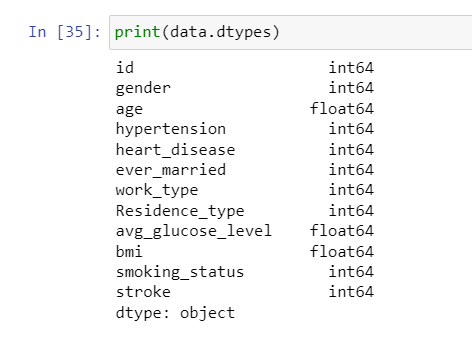 In [35]: print(data.dtypes)
id int64
gender int64
age float64
hypertension int64
heart_disease int64
ever_married int64
work_type int64
Residence_type int64
avg_glucose_level float64
bmi float64
smoking_status int64
stroke int64
dtype: object